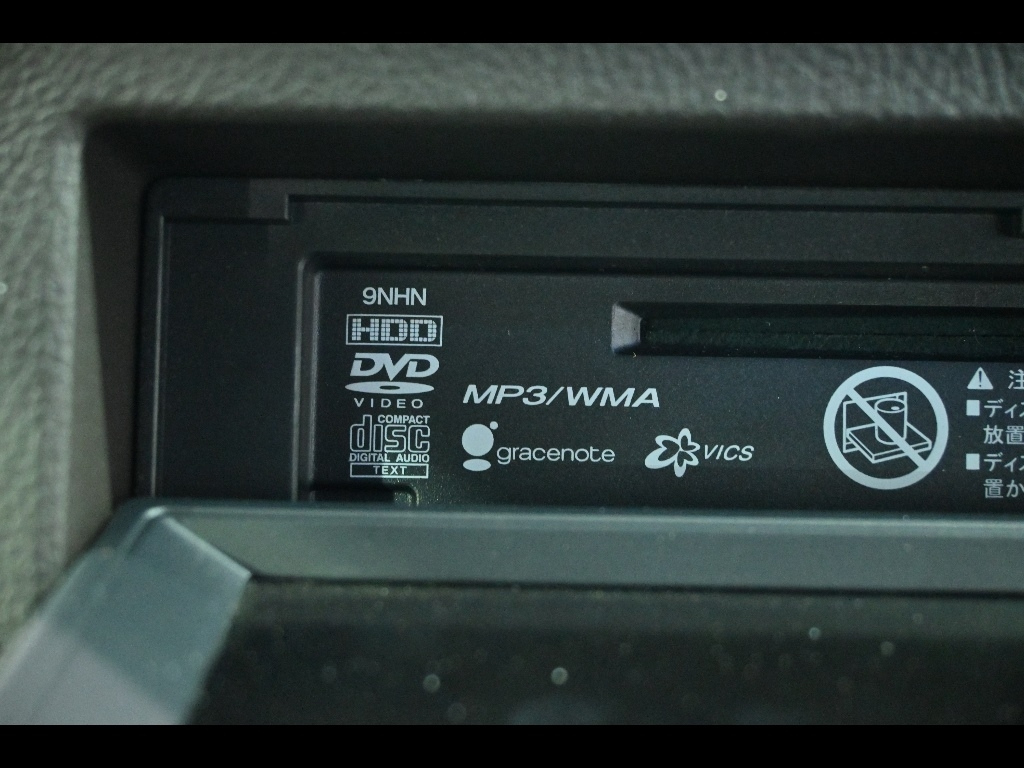 9NHN
HDD
DVD
VIDEO
COMPACT
disc
DIGITAL AUDIO
TEXT
MP3/WMA
gracenote
VICS
注
■ディス
放置
■ディス
置か